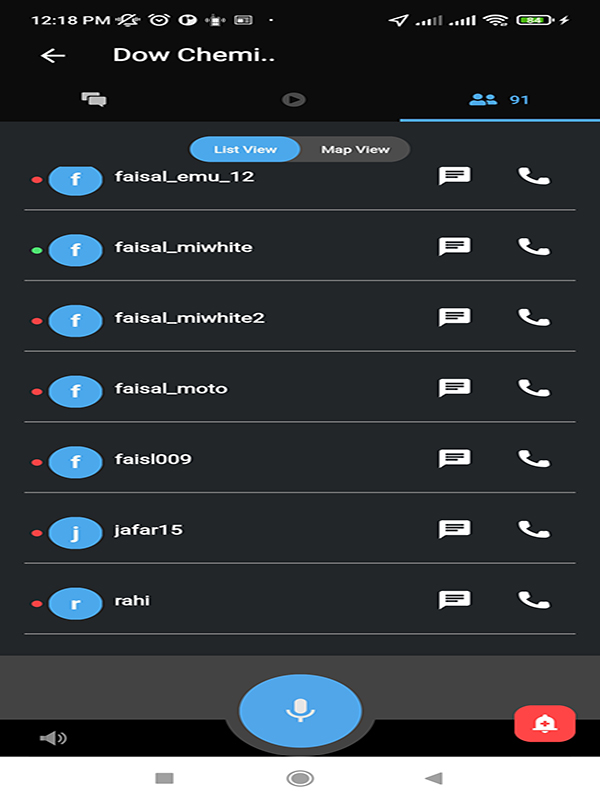 12:18 PM
84
Dow Chemi..
91
List View Map View
f faisal_emu_12
f faisal_miwhite
f faisal_miwhite2
f faisal_moto
f faisl009
j jafar15
r rahi